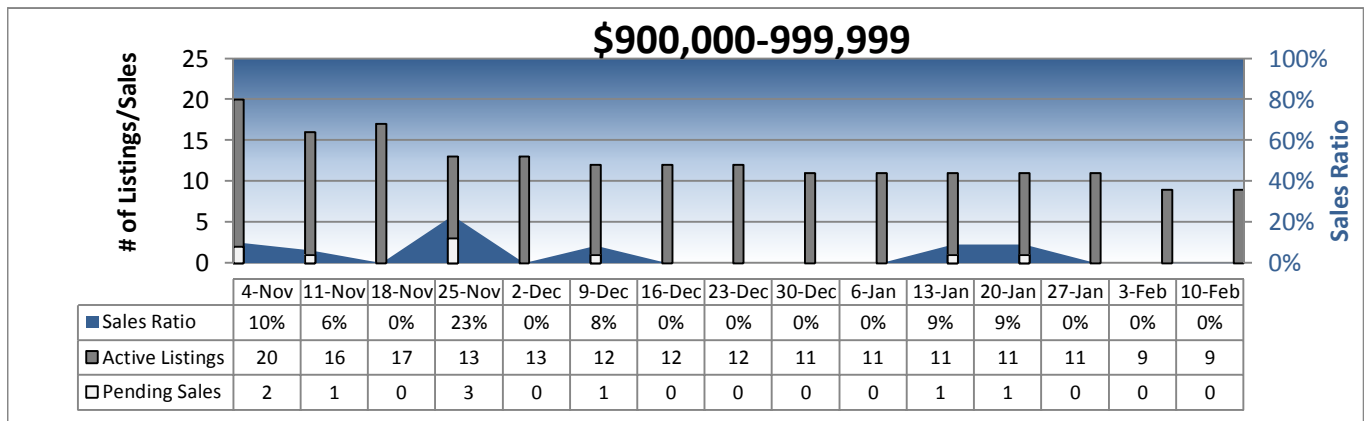 $900,000-999,999
# of Listings/Sales
25
20
15
10
5
0
100%
80%
60%
40%
20%
0%
Sales Ratio
4-Nov 11-Nov 18-Nov 25-Nov 2-Dec 9-Dec 16-Dec 23-Dec 30-Dec 6-Jan 13-Jan 20-Jan 27-Jan 3-Feb 10-Feb
Sales Ratio 10% 6% 0% 23% 0% 8% 0% 0% 0% 0% 9% 9% 0% 0% 0%
Active Listings 20 16 17 13 13 12 12 12 11 11 11 11 11 9 9
Pending Sales 2 1 0 3 0 1 0 0 0 0 1 1 0 0 0